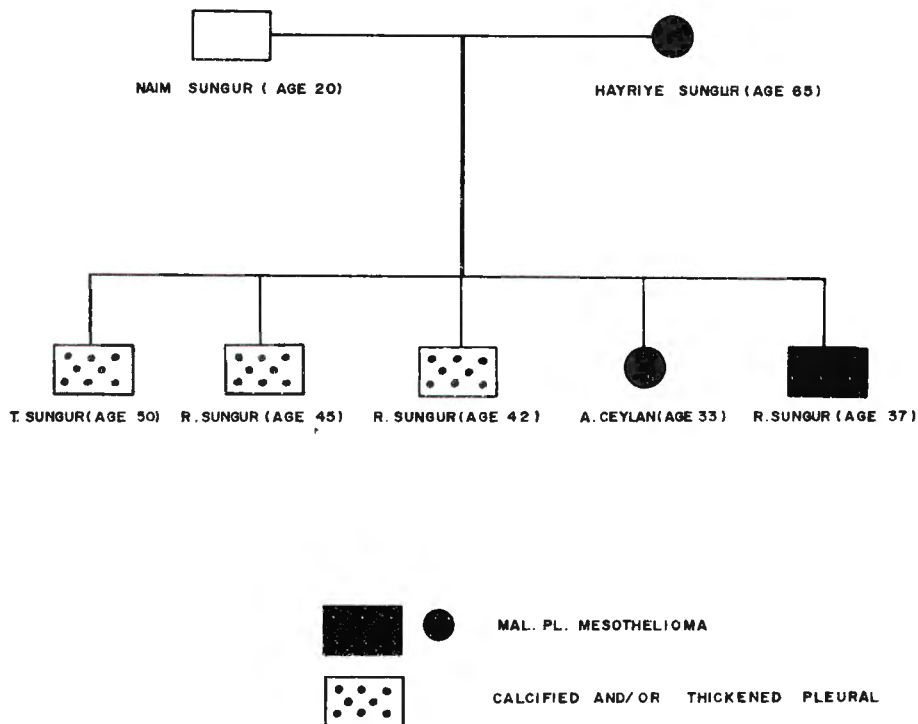 NAIM SUNGUR ( AGE 20)
HAYRIYE SUNGUR (AGE 65)
T. SUNGUR (AGE 50)
R. SUNGUR (AGE 45)
R. SUNGUR (AGE 42)
A. CEYLAN (AGE 33)
R. SUNGUR (AGE 37)
MAL. PL. MESOTHELIOMA
CALCIFIED AND/OR THICKENED PLEURAL